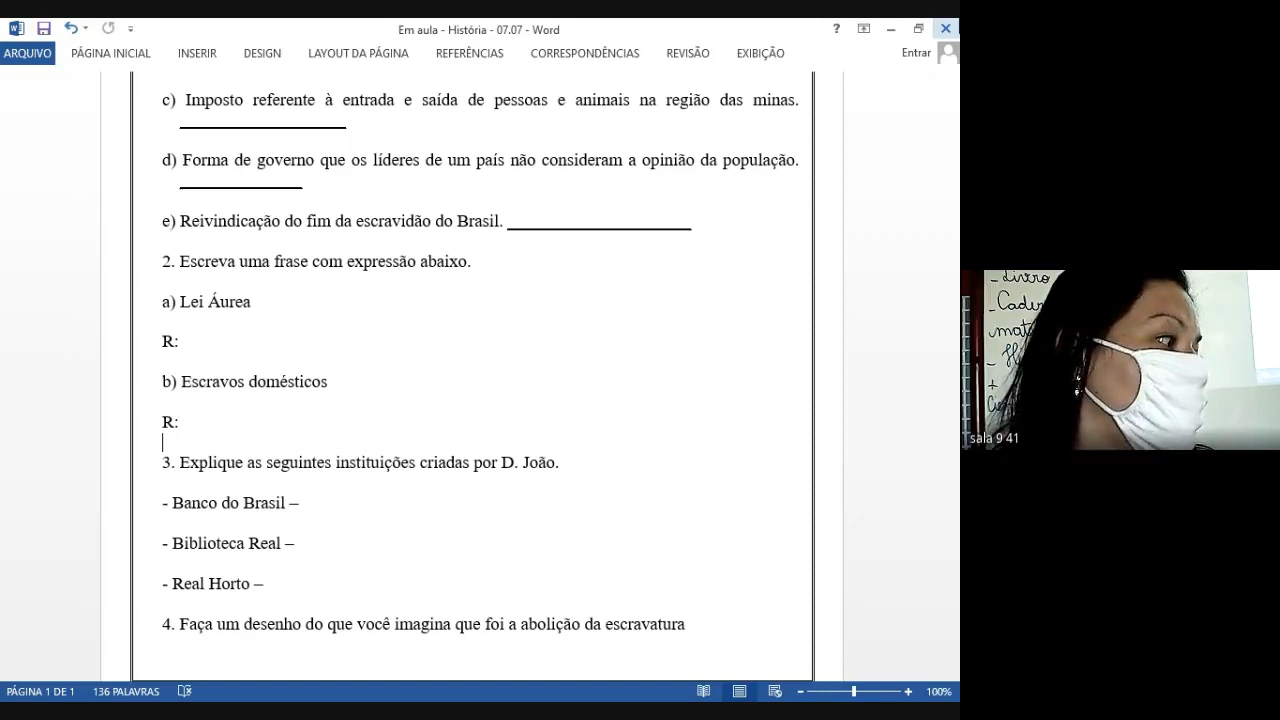 Em aula - História - 07.07 - Word
ARQUIVO PÁGINA INICIAL INSERIR DESIGN LAYOUT DA PÁGINA REFERÊNCIAS CORRESPONDÊNCIAS REVISÃO EXIBIÇÃO Entrar
c) Imposto referente à entrada e saída de pessoas e animais na região das minas.
d) Forma de governo que os líderes de um país não consideram a opinião da população.
e) Reivindicação do fim da escravidão do Brasil.
2. Escreva uma frase com expressão abaixo.
a) Lei Áurea
R:
b) Escravos domésticos
R:
3. Explique as seguintes instituições criadas por D. João.
- Banco do Brasil –
- Biblioteca Real –
- Real Horto –
4. Faça um desenho do que você imagina que foi a abolição da escravatura
PÁGINA 1 DE 1 136 PALAVRAS 100%
- Livro
- Cader
mat
+
sala 9 41